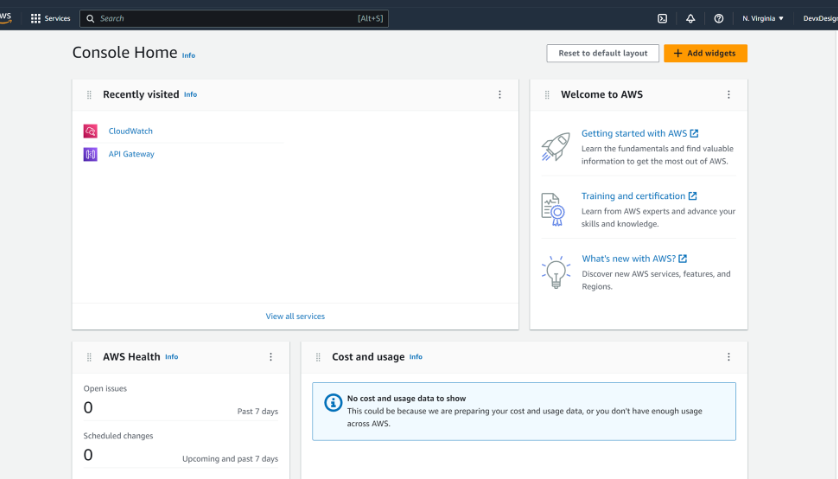 aws
Services
Search
[Alt+S]
N. Virginia ▼
DevxDesign
Console Home Info
Reset to default layout
+ Add widgets
Recently visited Info
CloudWatch
API Gateway
View all services
Welcome to AWS
Getting started with AWS
Learn the fundamentals and find valuable
information to get the most out of AWS.
Training and certification
Learn from AWS experts and advance your
skills and knowledge.
What's new with AWS?
Discover new AWS services, features, and
Regions.
AWS Health Info
Open issues
0
Past 7 days
Scheduled changes
0
Upcoming and past 7 days
Cost and usage Info
No cost and usage data to show
This could be because we are preparing your cost and usage data, or you don't have enough usage
across AWS.